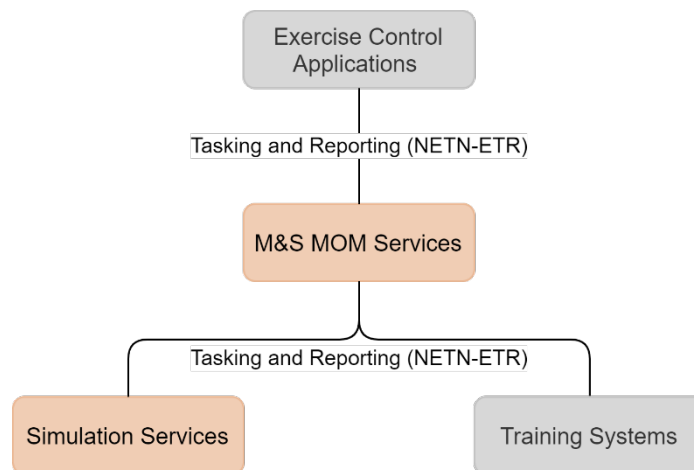 Exercise Control
Applications
Tasking and Reporting (NETN-ETR)
M&S MOM Services
Tasking and Reporting (NETN-ETR)
Simulation Services
Training Systems